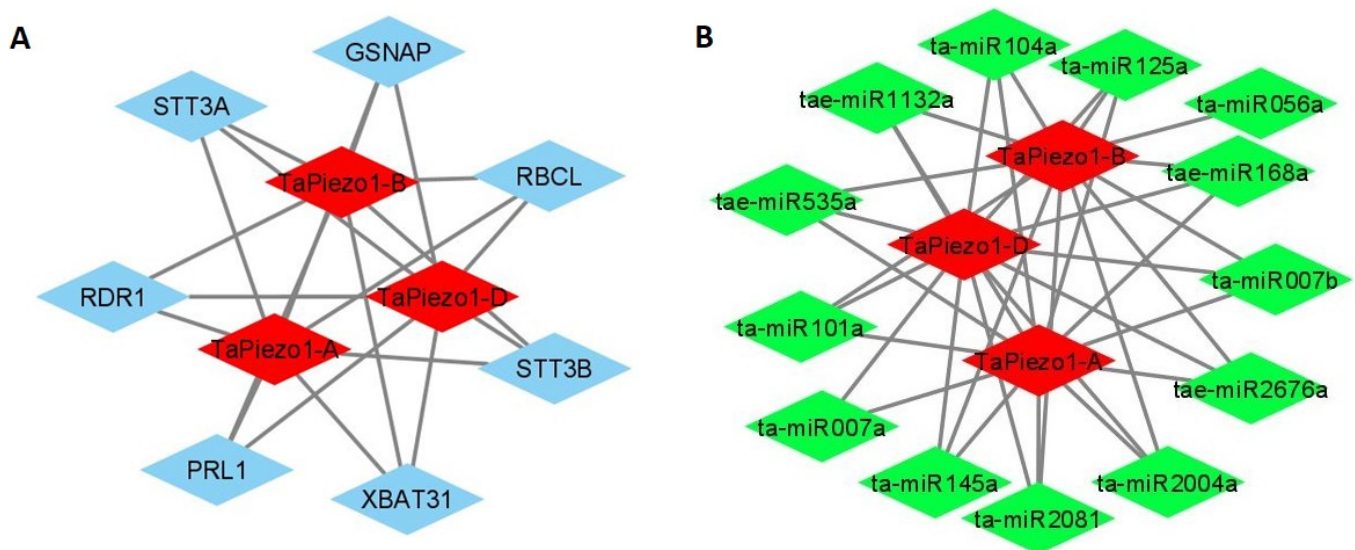 A
GSNAP
STT3A
TaPiezo1-B
RBCL
RDR1
TaPiezo1-D
TaPiezo1-A
STT3B
PRL1
XBAT31
B
ta-miR104a
ta-miR125a
tae-miR1132a
ta-miR056a
TaPiezo1-B
tae-miR168a
tae-miR535a
TaPiezo1-D
ta-miR007b
ta-miR101a
TaPiezo1-A
tae-miR2676a
ta-miR007a
ta-miR145a
ta-miR2004a
ta-miR2081